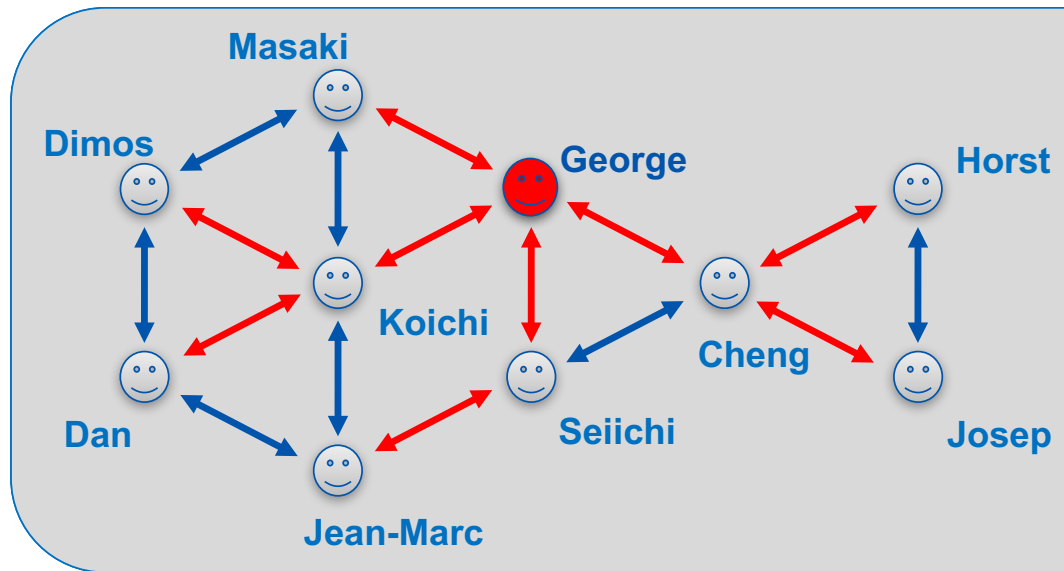 Masaki
Dimos
George
Horst
Koichi
Cheng
Dan
Seiichi
Josep
Jean-Marc